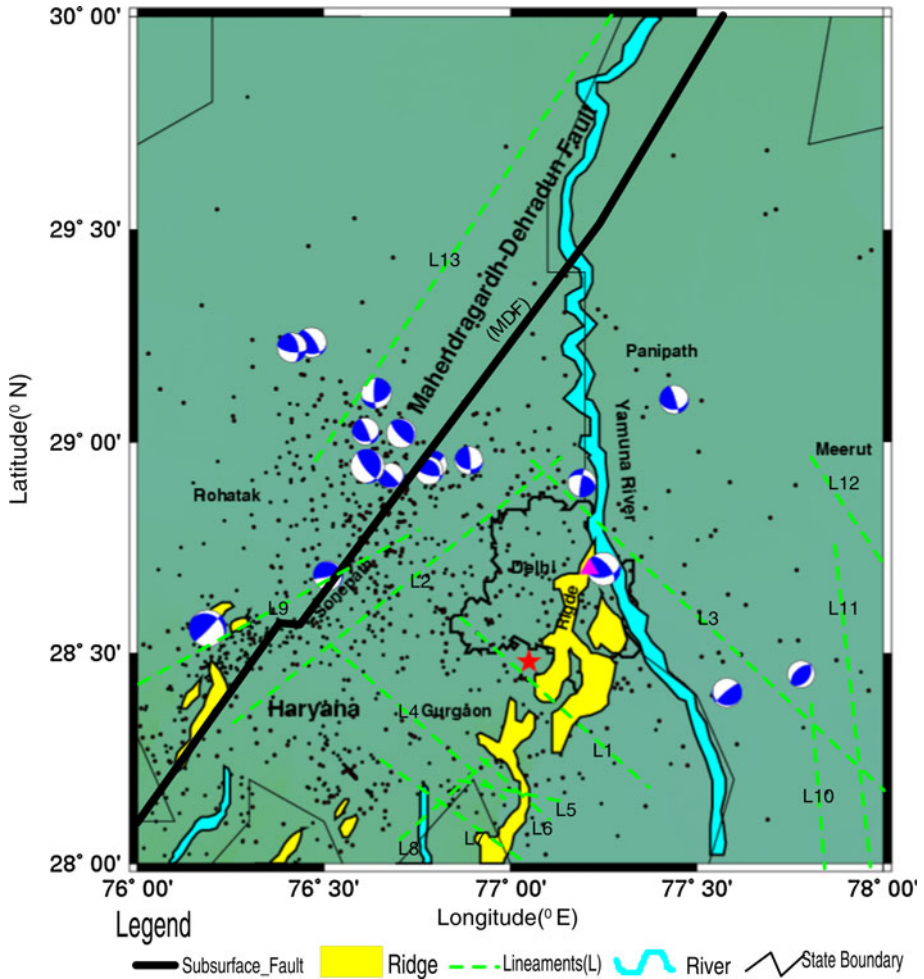 30° 00'
29° 30'
29° 00'
28° 30'
28° 00'
76° 00'
76° 30'
77° 00'
77° 30'
78° 00'
Latitude(° N)
Longitude(° E)
Mahendragardh-Dehradun Fault
(MDF)
L13
Panipath
Yamuna River
Meerut
L12
Rohatak
Delhi
L2
Sonepath
L9
Ridge
L3
L11
Haryana
L4
Gurgaon
L1
L10
L5
L6
L8
Legend
Subsurface_Fault
Ridge
Lineaments(L)
River
State Boundary